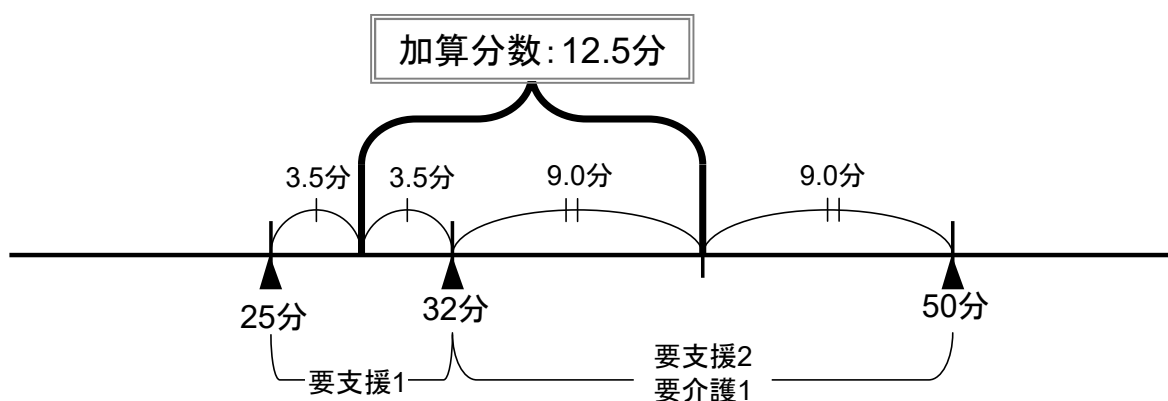 加算分数:12.5分
3.5分
3.5分
9.0分
9.0分
25分
32分
50分
要支援1
要支援2
要介護1